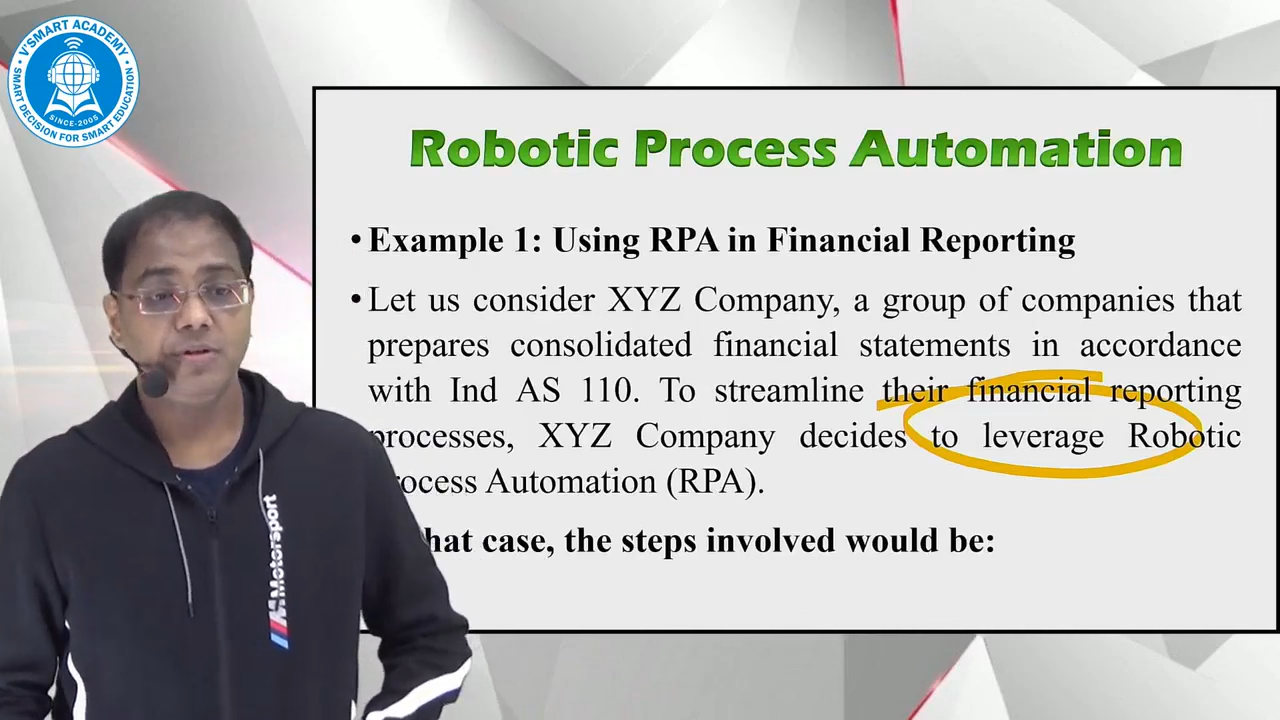 V'SMART ACADEMY
SINCE-2005
SMART DECISION FOR SMART EDUCATION
Robotic Process Automation
• Example 1: Using RPA in Financial Reporting
• Let us consider XYZ Company, a group of companies that
prepares consolidated financial statements in accordance
with Ind AS 110. To streamline their financial reporting
processes, XYZ Company decides to leverage Robotic
ocess Automation (RPA).
hat case, the steps involved would be:
Motorsport